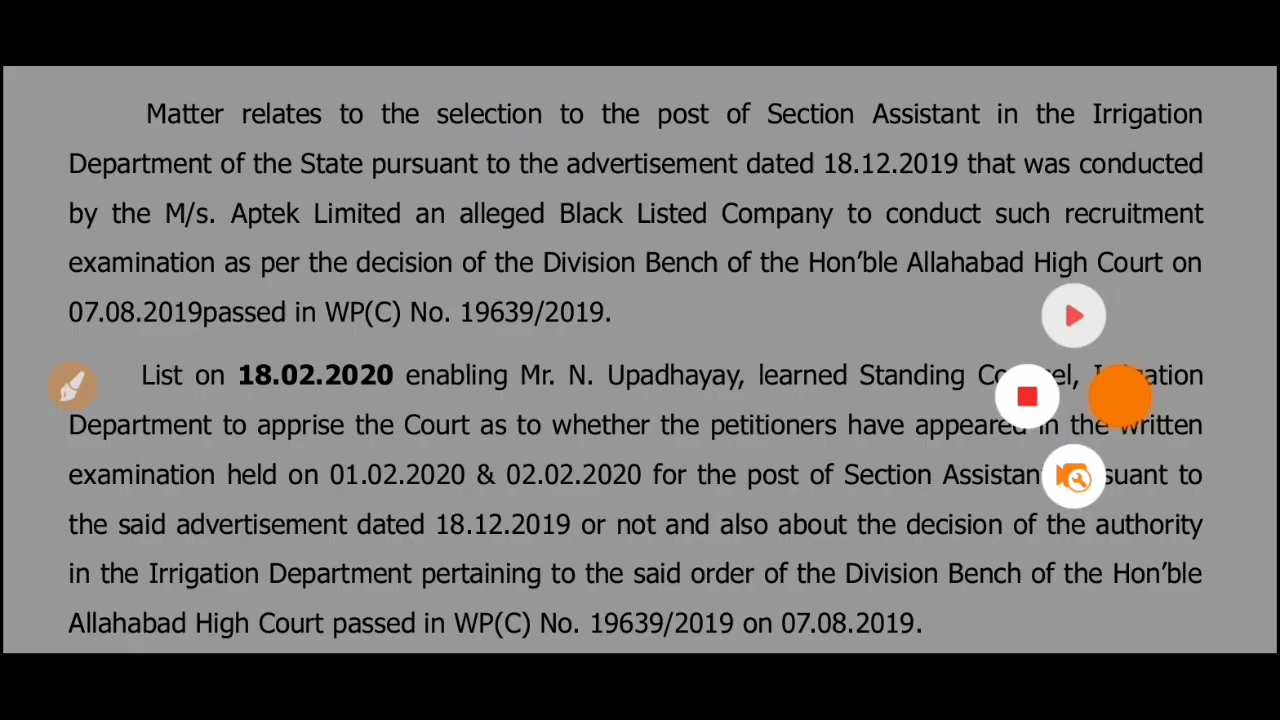 Matter relates to the selection to the post of Section Assistant in the Irrigation
Department of the State pursuant to the advertisement dated 18.12.2019 that was conducted
by the M/s. Aptek Limited an alleged Black Listed Company to conduct such recruitment
examination as per the decision of the Division Bench of the Hon’ble Allahabad High Court on
07.08.2019passed in WP(C) No. 19639/2019.
List on 18.02.2020 enabling Mr. N. Upadhayay, learned Standing
Department to apprise the Court as to whether the petitioners have appeared in the written
examination held on 01.02.2020 & 02.02.2020 for the post of Section Assistan suant to
the said advertisement dated 18.12.2019 or not and also about the decision of the authority
in the Irrigation Department pertaining to the said order of the Division Bench of the Hon’ble
Allahabad High Court passed in WP(C) No. 19639/2019 on 07.08.2019.